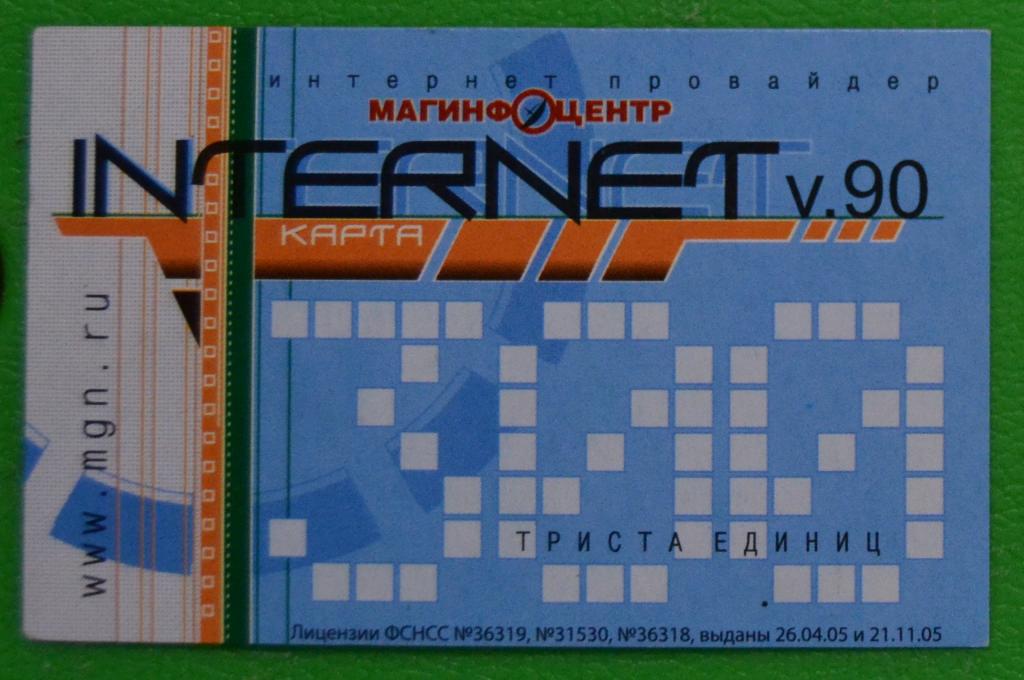 интернет провайдер
МАГИНФОЦЕНТР
INTERNET v.90
КАРТА
www.mgn.ru
300
ТРИСТА ЕДИНИЦ
Лицензии ФСНСС №36319, №31530, №36318, выданы 26.04.05 и 21.11.05